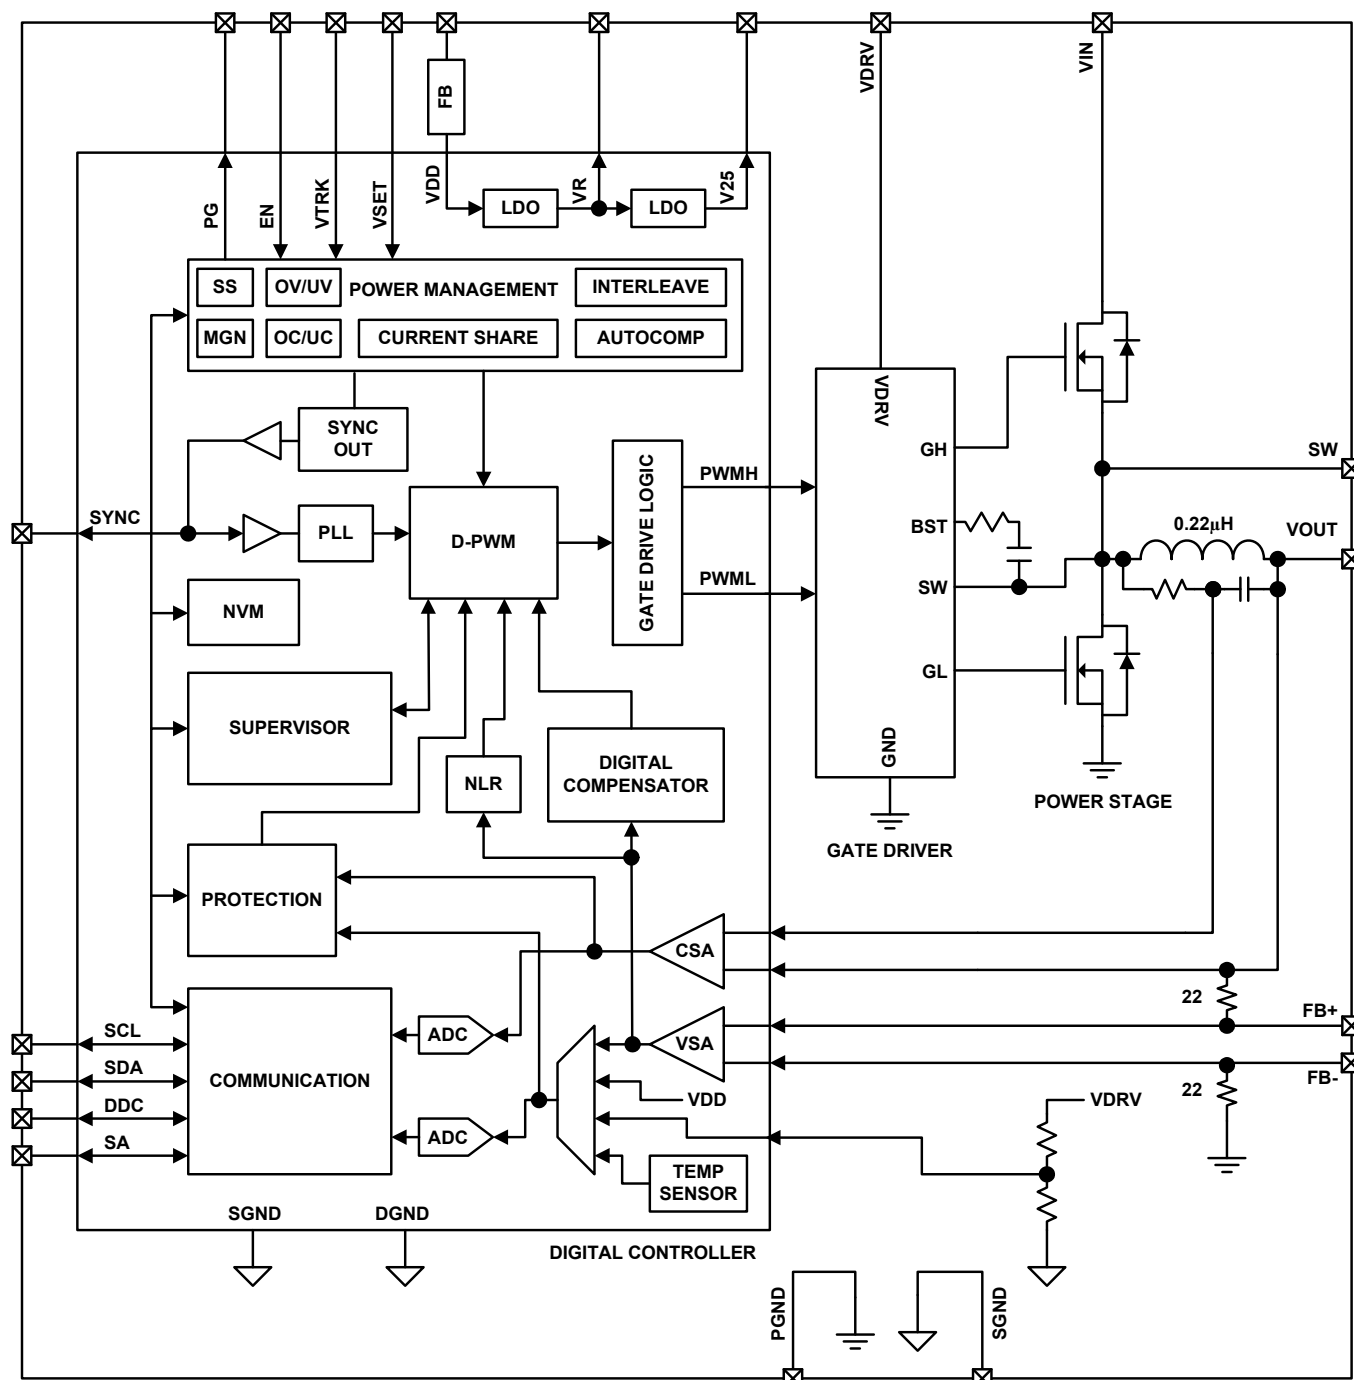 VDRV
VIN
FB
PG
EN
VTRK
VSET
VDD
LDO
VR
LDO
V25
SS
OV/UV
POWER MANAGEMENT
INTERLEAVE
MGN
OC/UC
CURRENT SHARE
AUTOCOMP
SYNC
OUT
SYNC
PLL
D-PWM
GATE DRIVE LOGIC
PWMH
PWML
VDRV
GH
BST
SW
GL
GND
GATE DRIVER
SW
0.22µH
VOUT
POWER STAGE
NVM
SUPERVISOR
NLR
DIGITAL
COMPENSATOR
PROTECTION
CSA
22
FB+
VSA
FB-
22
SCL
SDA
DDC
SA
COMMUNICATION
ADC
ADC
VDD
VDRV
TEMP
SENSOR
SGND
DGND
DIGITAL CONTROLLER
PGND
SGND